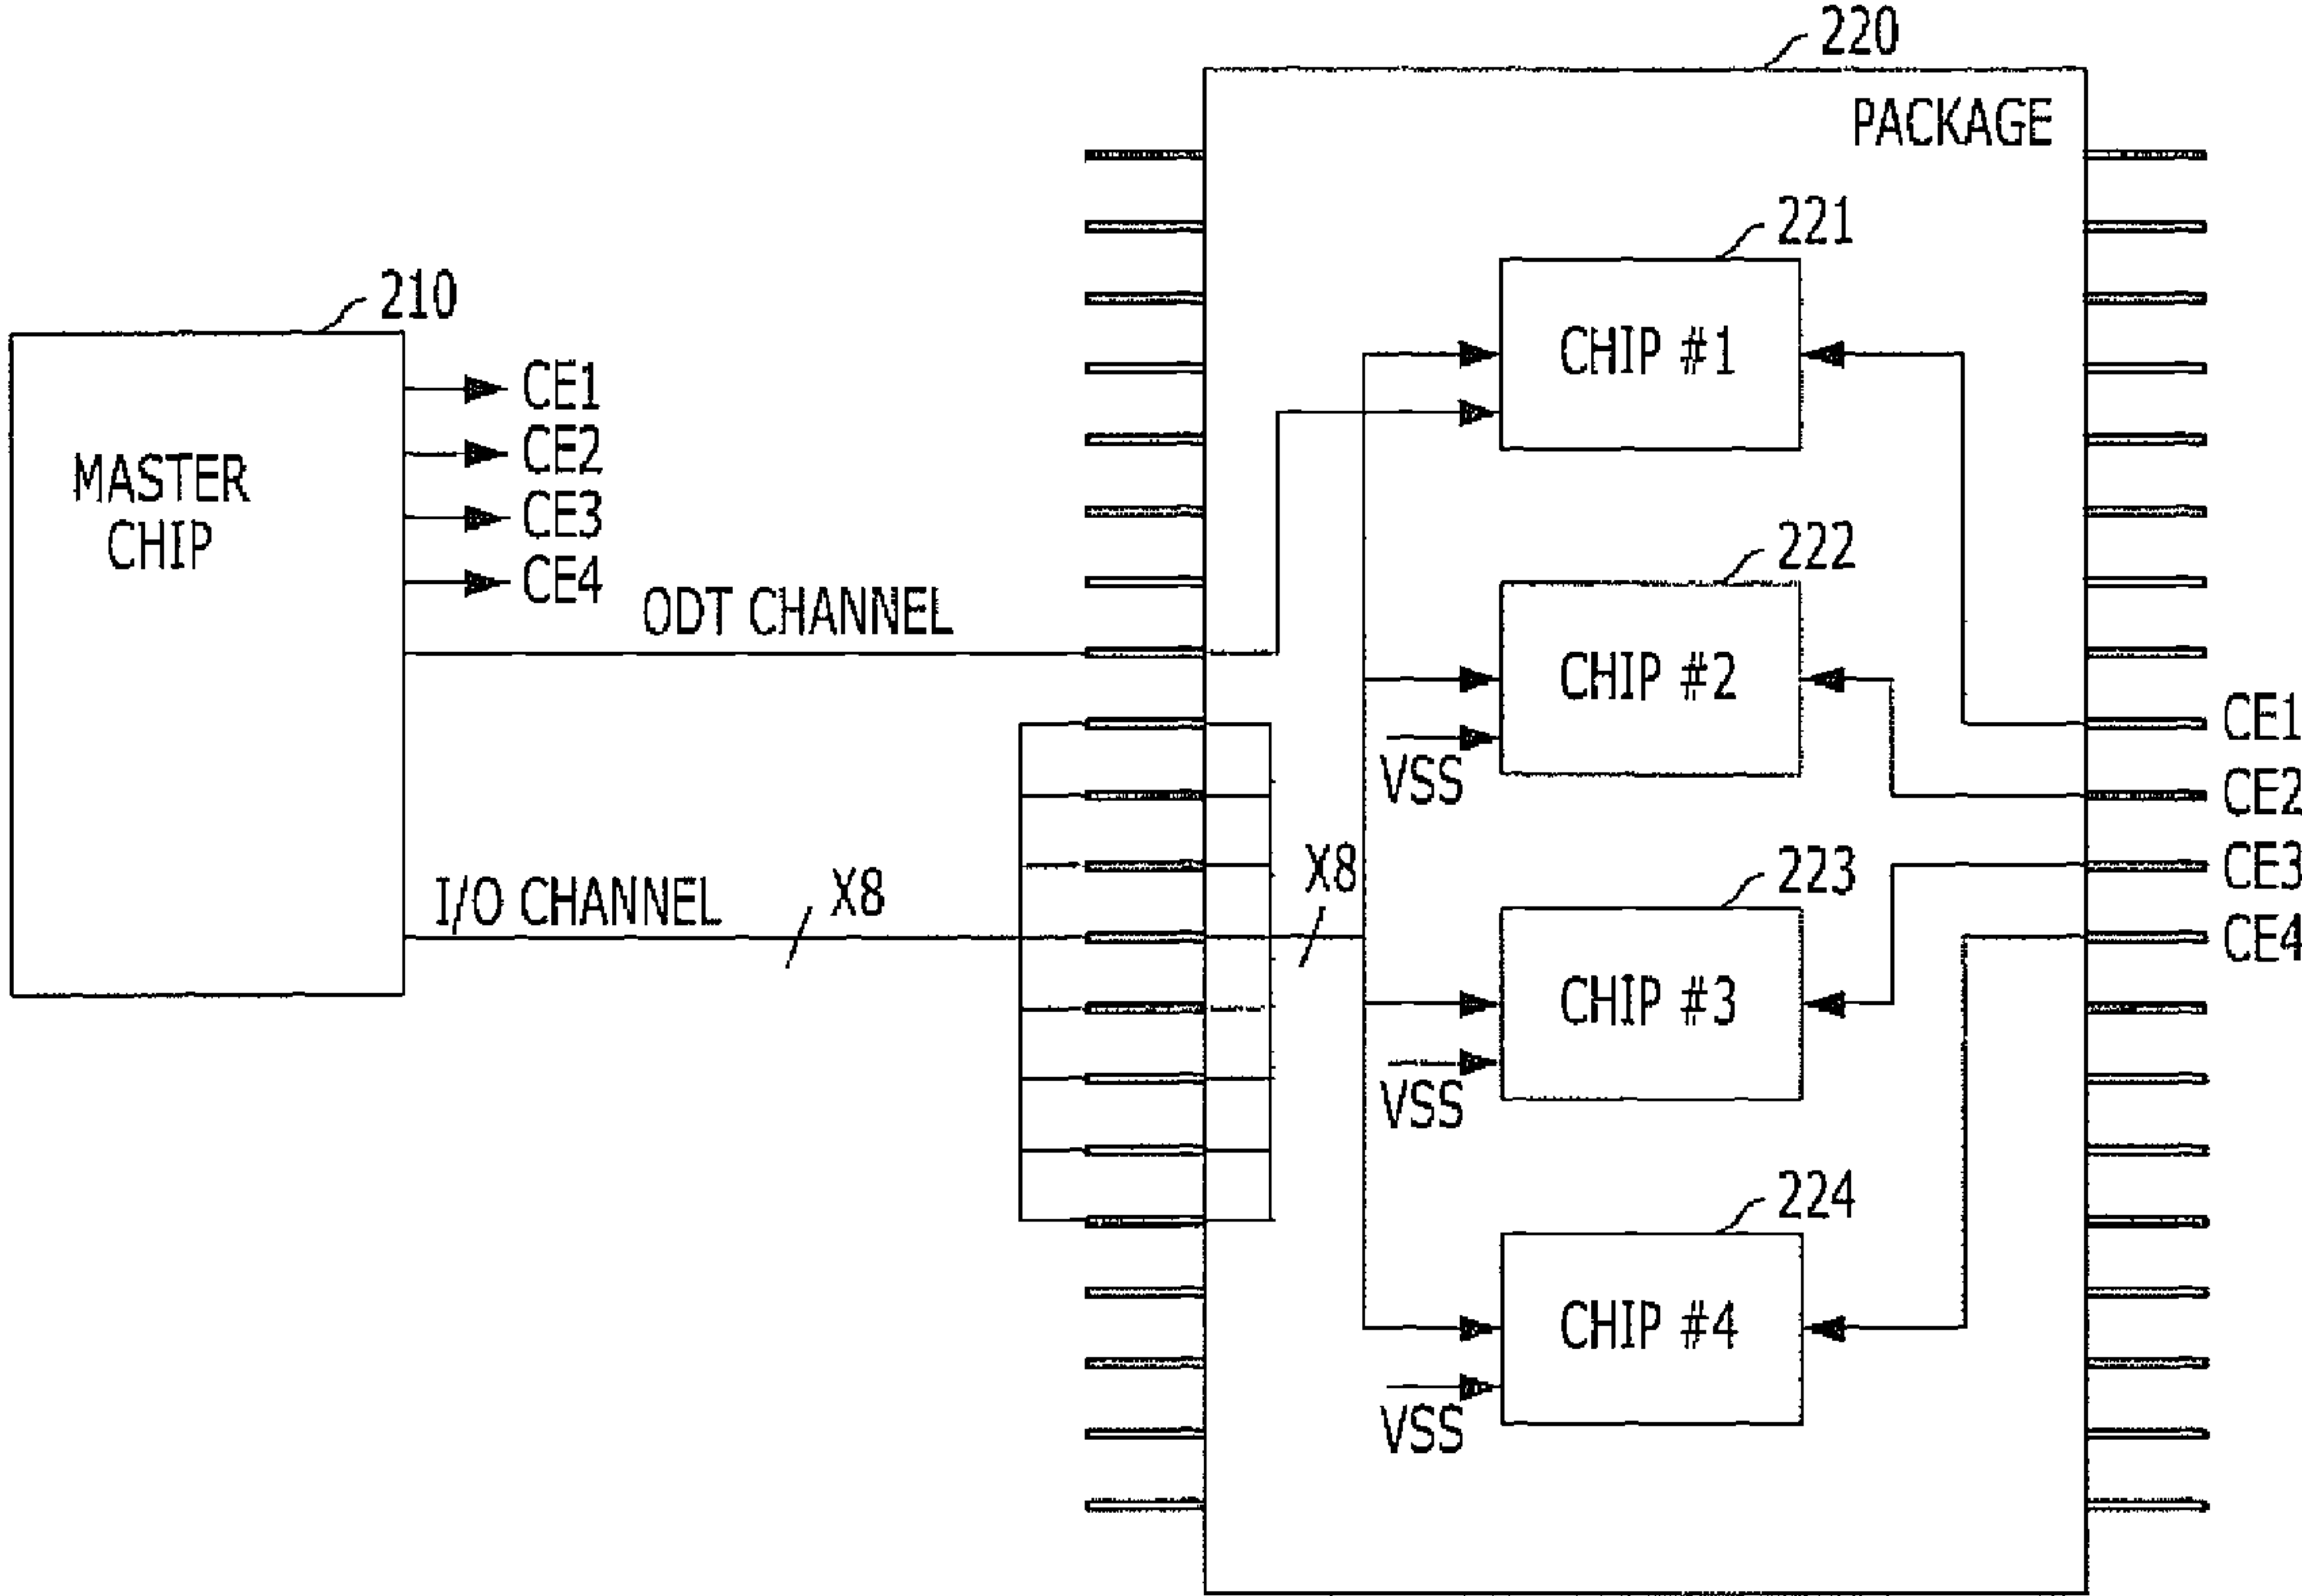 220
PACKAGE
221
CHIP #1
210
MASTER
CHIP
CE1
CE2
CE3
CE4
ODT CHANNEL
I/O CHANNEL
X8
X8
222
CHIP #2
VSS
223
CHIP #3
VSS
224
CHIP #4
VSS
CE1
CE2
CE3
CE4